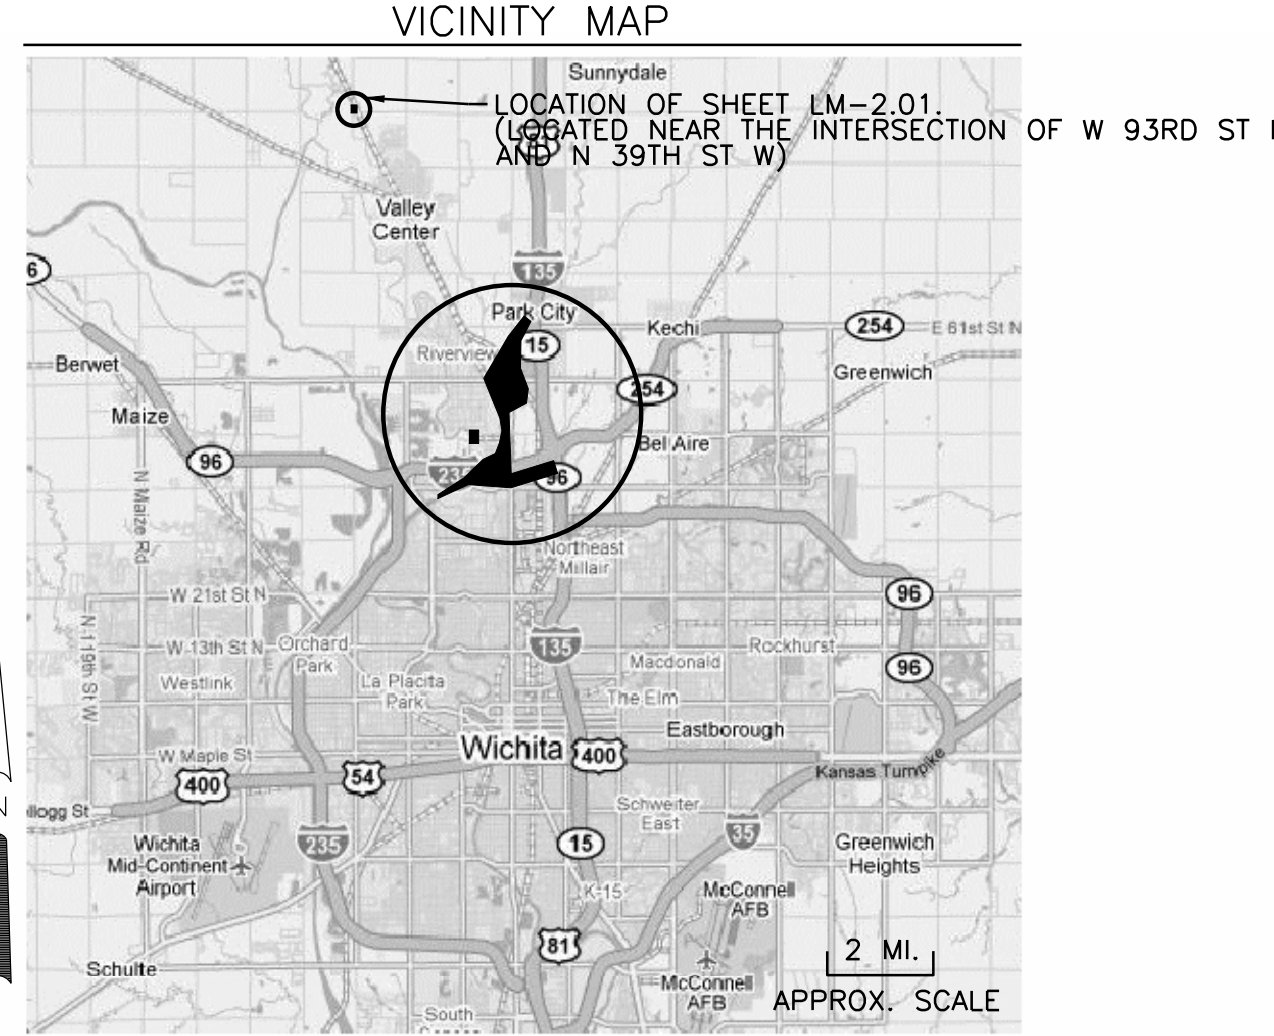 VICINITY MAP
Sunnydale
LOCATION OF SHEET LM-2.01.
(LOCATED NEAR THE INTERSECTION OF W 93RD ST
AND N 39TH ST W)
Valley
Center
135
Park City
15
Kechi
254
E 61st St N
Riverview
Berwet
Greenwich
254
Maize
Bel Aire
96
235
96
N Maize Rd
Northeast
Millair
W 21st St N
96
N 119th St W
W 13th St N
Orchard
Park
135
Rockhurst
Macdonald
96
Westlink
La Placita
Park
The Elm
Eastborough
Wichita
400
W Maple St
Kansas Turnpike
400
54
Schweiter
East
235
15
35
Wichita
Mid-Continent
Airport
Greenwich
Heights
K-15
McConnell
AFB
81
2 MI.
Schulte
McConnell
AFB
APPROX. SCALE
South